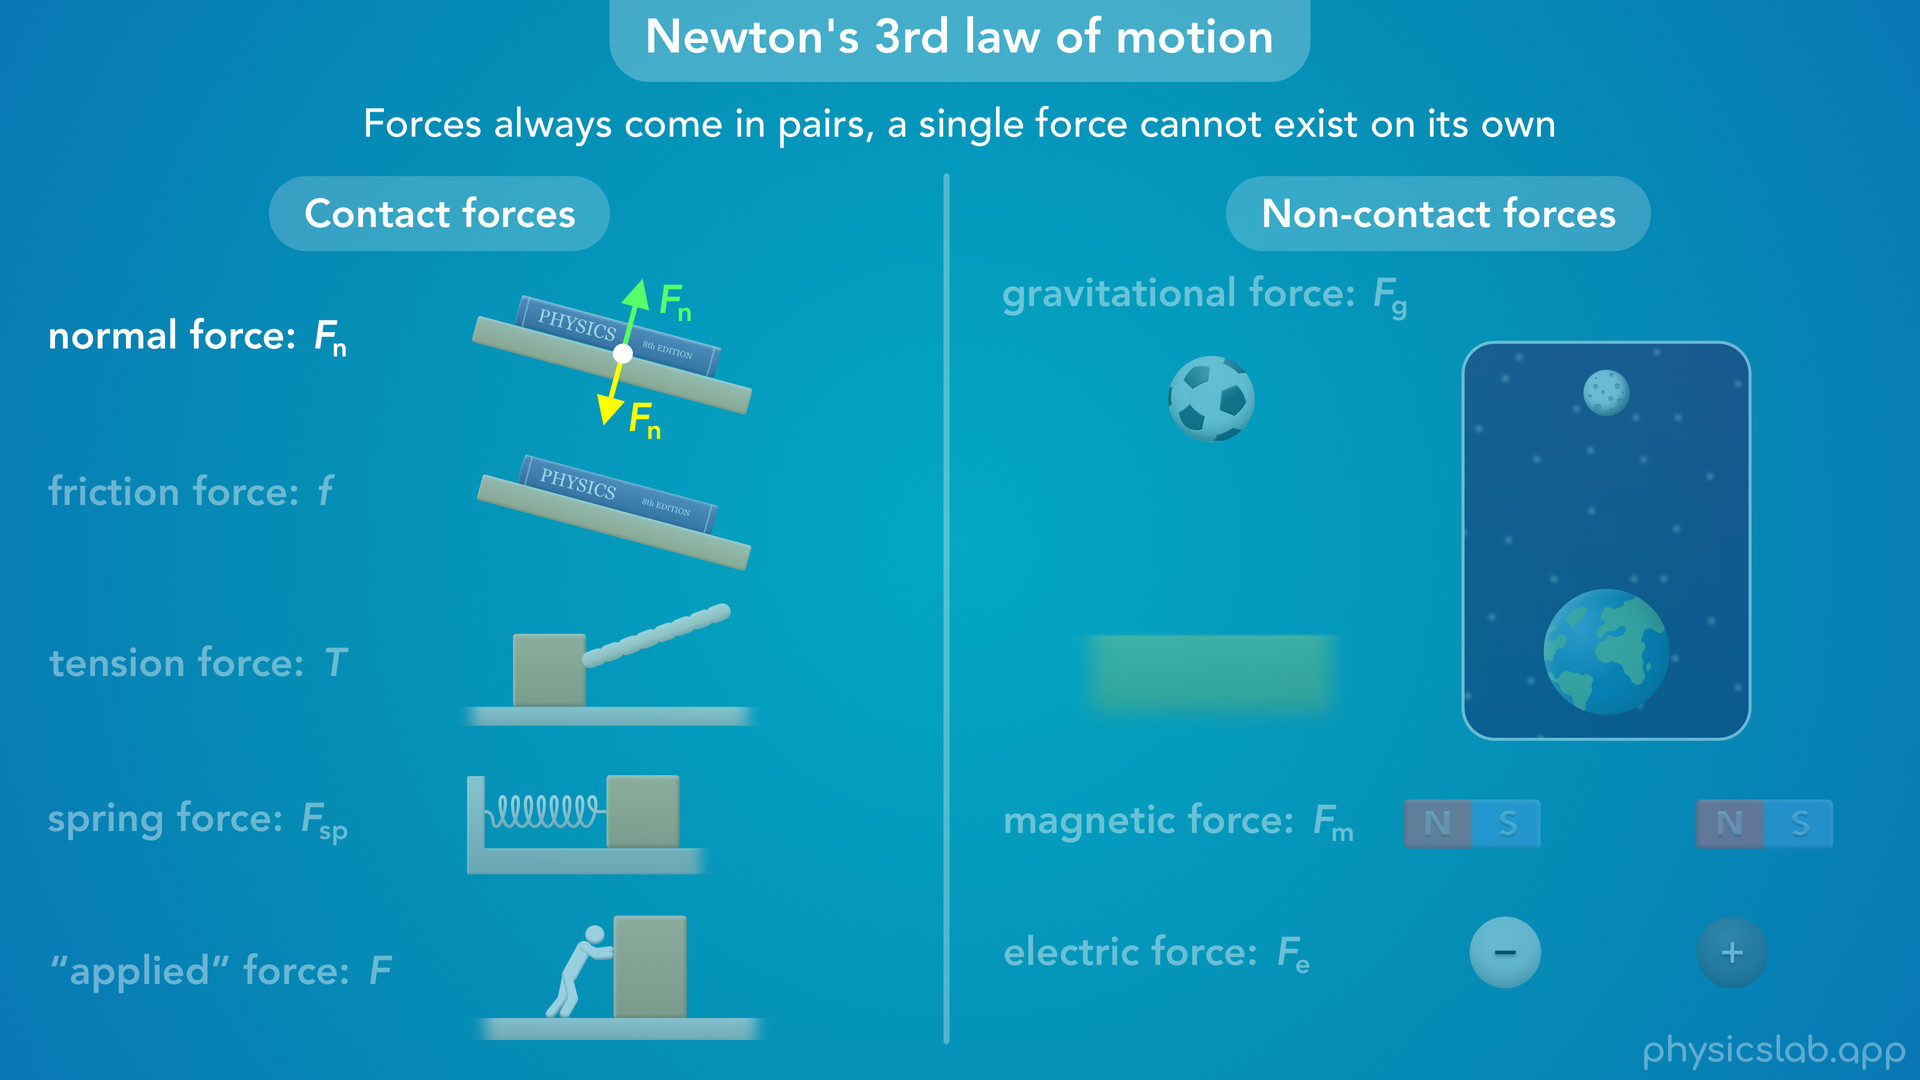 Newton's 3rd law of motion
Forces always come in pairs, a single force cannot exist on its own
Contact forces
normal force: Fn
PHYSICS 8th EDITION
Fn
Fn
friction force: f
PHYSICS 8th EDITION
tension force: T
spring force: Fsp
“applied” force: F
Non-contact forces
gravitational force: Fg
magnetic force: Fm
N S
N S
electric force: Fe
−
+
physicslab.app